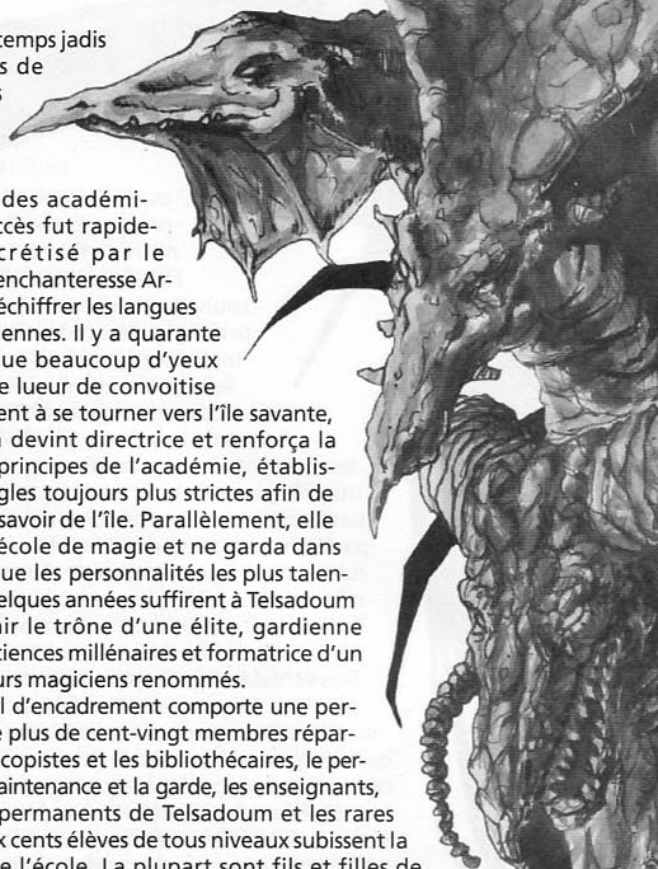 temps jadis
s de
s
des académi-
ccès fut rapide-
crétisé par le
enchanteresse Ar-
échiffrer les langues
ennes. Il y a quarante
ue beaucoup d'yeux
e lueur de convoitise
ent à se tourner vers l'île savante,
devint directrice et renforça la
principes de l'académie, établis-
gles toujours plus strictes afin de
savoir de l'île. Parallèlement, elle
école de magie et ne garda dans
ue les personnalités les plus talen-
elques années suffirent à Telsadoum
ir le trône d'une élite, gardienne
ciences millénaires et formatrice d'un
urs magiciens renommés.
l d'encadrement comporte une per-
e plus de cent-vingt membres répar-
copistes et les bibliothécaires, le per-
aintenance et la garde, les enseignants,
permanents de Telsadoum et les rares
x cents élèves de tous niveaux subissent la
e l'école. La plupart sont fils et filles de